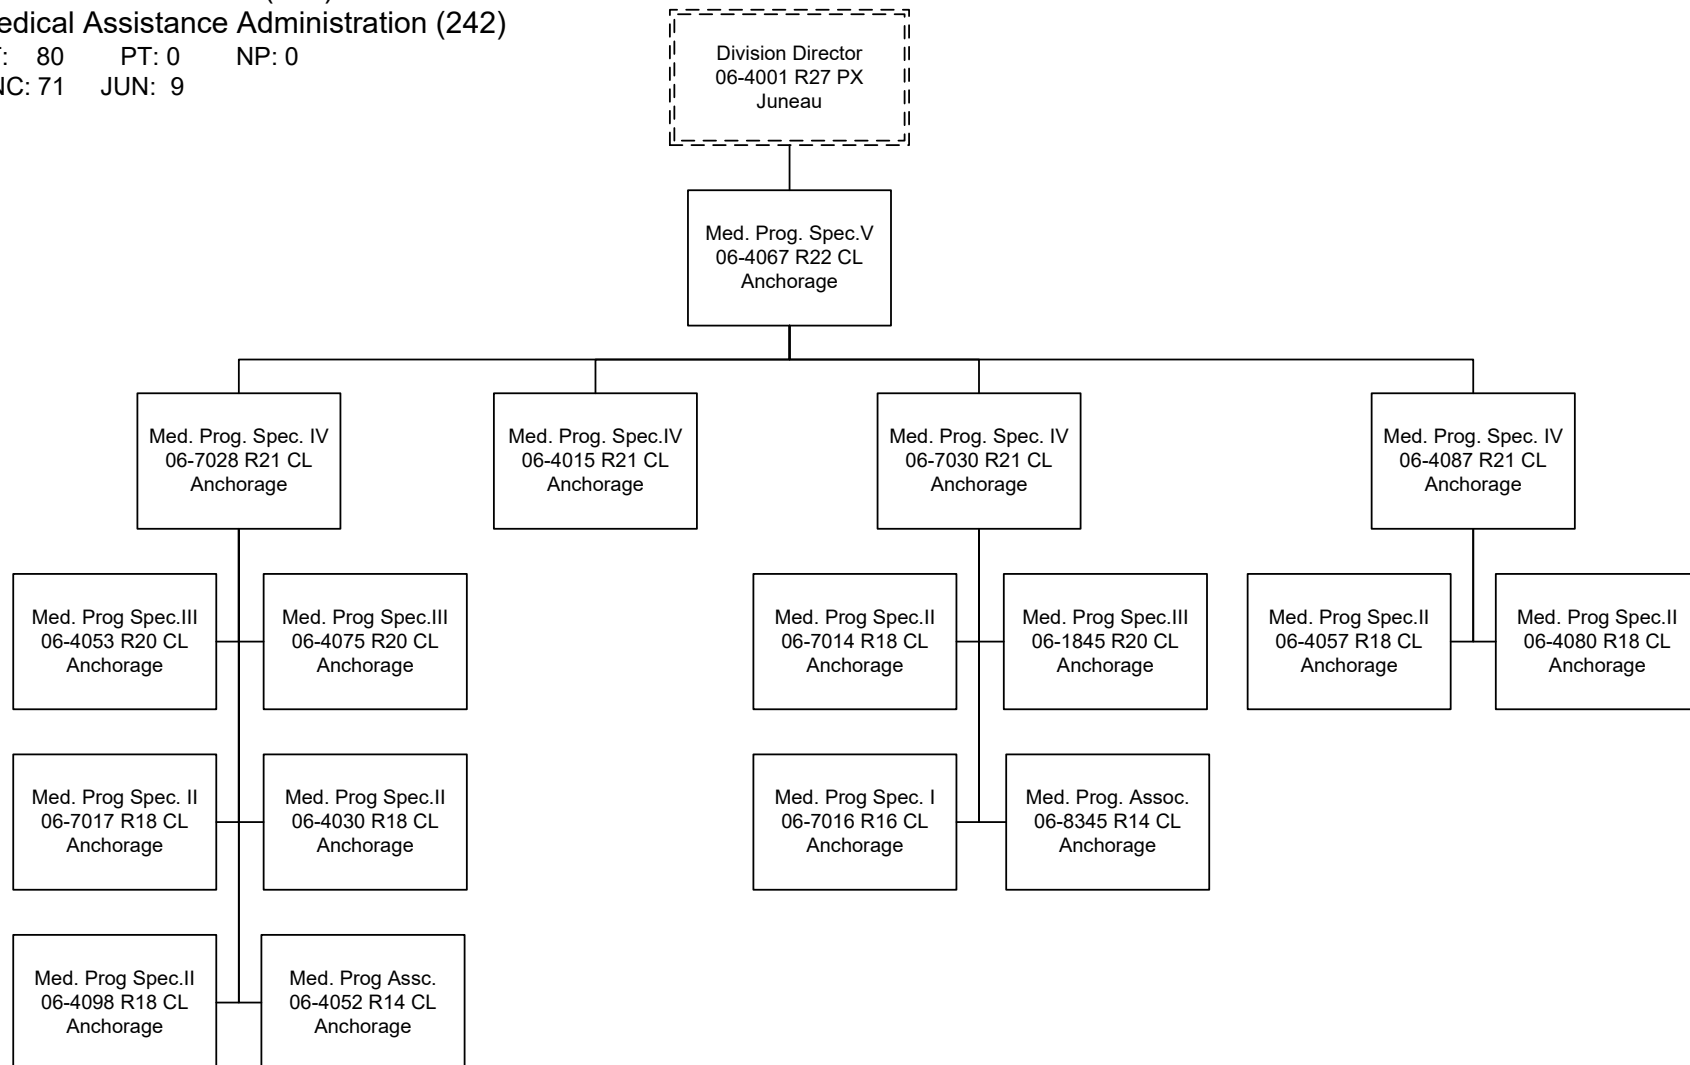 Medical Assistance Administration (242)
80 PT: 0 NP: 0
71 JUN: 9
Division Director
06-4001 R27 PX
Juneau
Med. Prog. Spec.V
06-4067 R22 CL
Anchorage
Med. Prog. Spec. IV
06-7028 R21 CL
Anchorage
Med. Prog. Spec.IV
06-4015 R21 CL
Anchorage
Med. Prog. Spec. IV
06-7030 R21 CL
Anchorage
Med. Prog. Spec. IV
06-4087 R21 CL
Anchorage
Med. Prog Spec.III
06-4053 R20 CL
Anchorage
Med. Prog Spec.III
06-4075 R20 CL
Anchorage
Med. Prog Spec.II
06-7014 R18 CL
Anchorage
Med. Prog Spec.III
06-1845 R20 CL
Anchorage
Med. Prog Spec.II
06-4057 R18 CL
Anchorage
Med. Prog Spec.II
06-4080 R18 CL
Anchorage
Med. Prog Spec. II
06-7017 R18 CL
Anchorage
Med. Prog Spec.II
06-4030 R18 CL
Anchorage
Med. Prog Spec. I
06-7016 R16 CL
Anchorage
Med. Prog. Assoc.
06-8345 R14 CL
Anchorage
Med. Prog Spec.II
06-4098 R18 CL
Anchorage
Med. Prog Assc.
06-4052 R14 CL
Anchorage